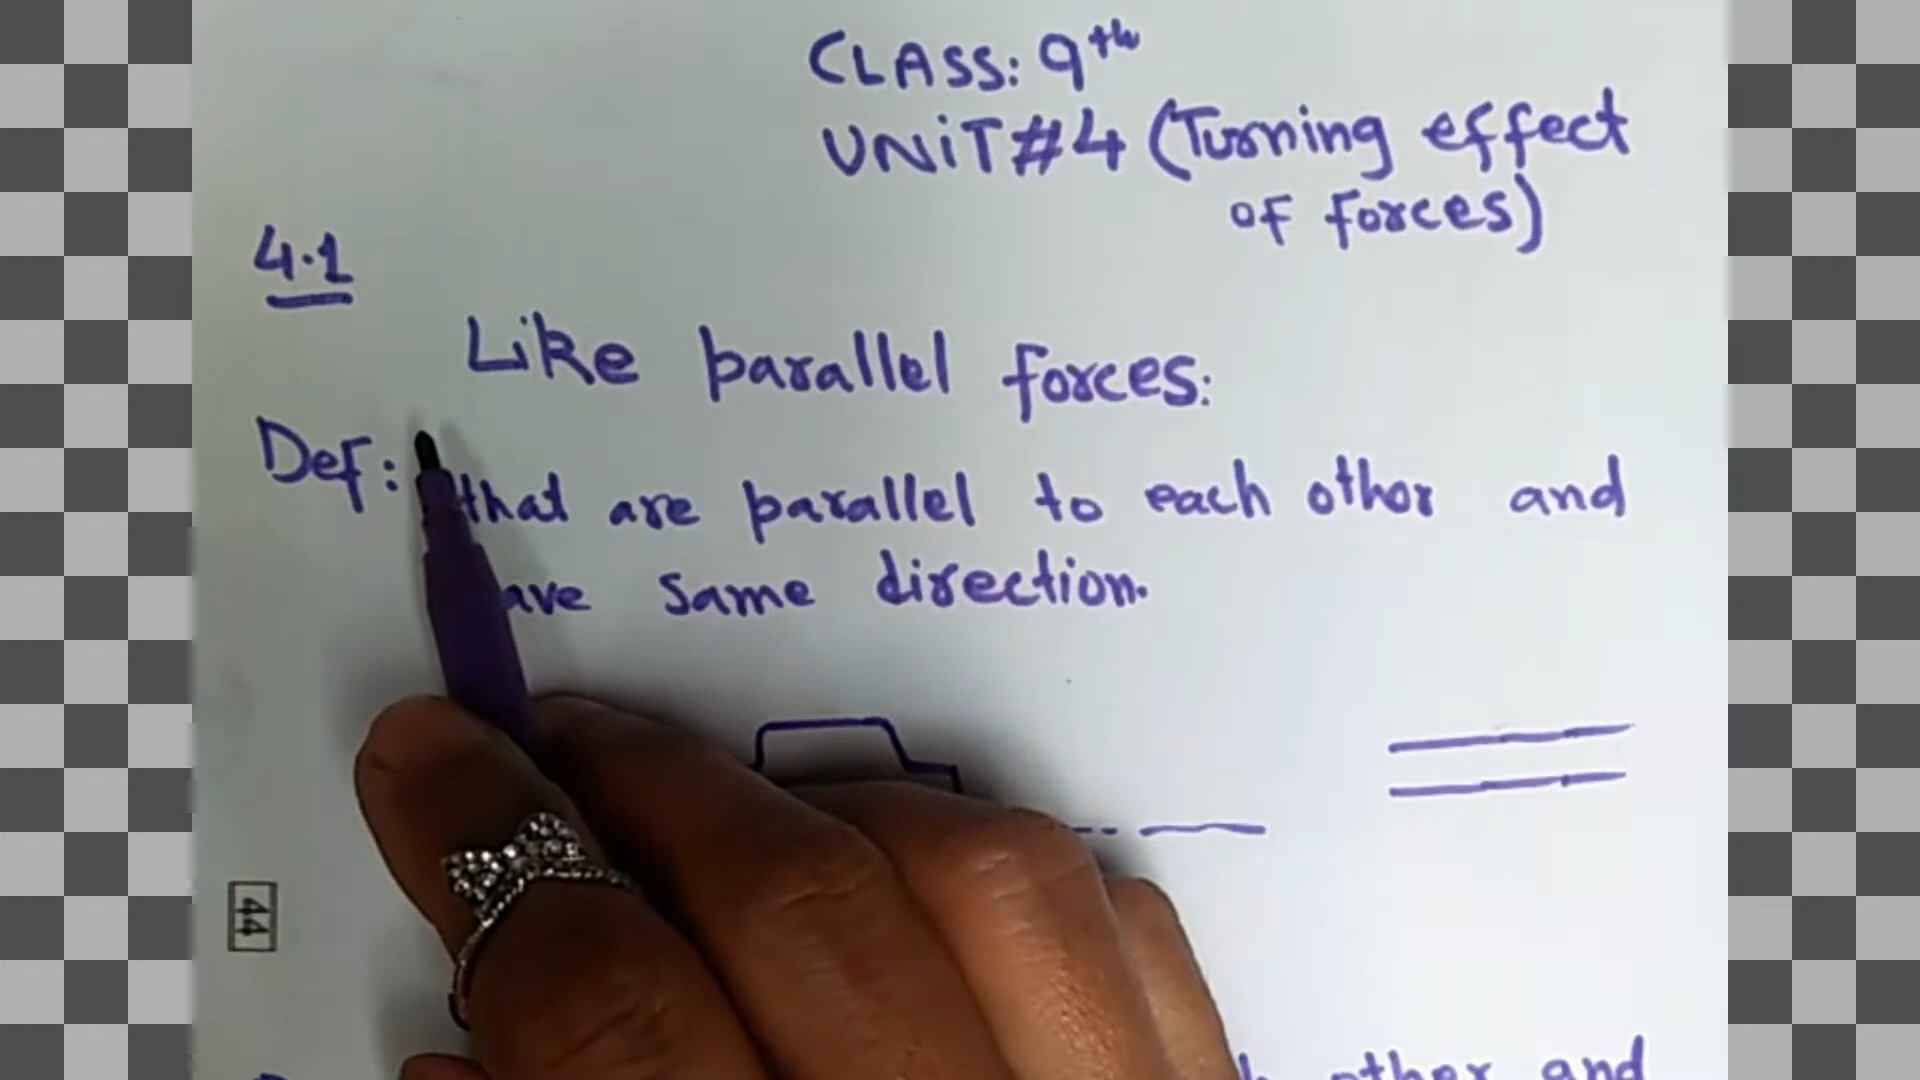 CLASS: 9th
UNiT#4 (Turning effect
of forces)
4.1
Like parallel forces:
Def: that are parallel to each other and
same direction.
44
other and